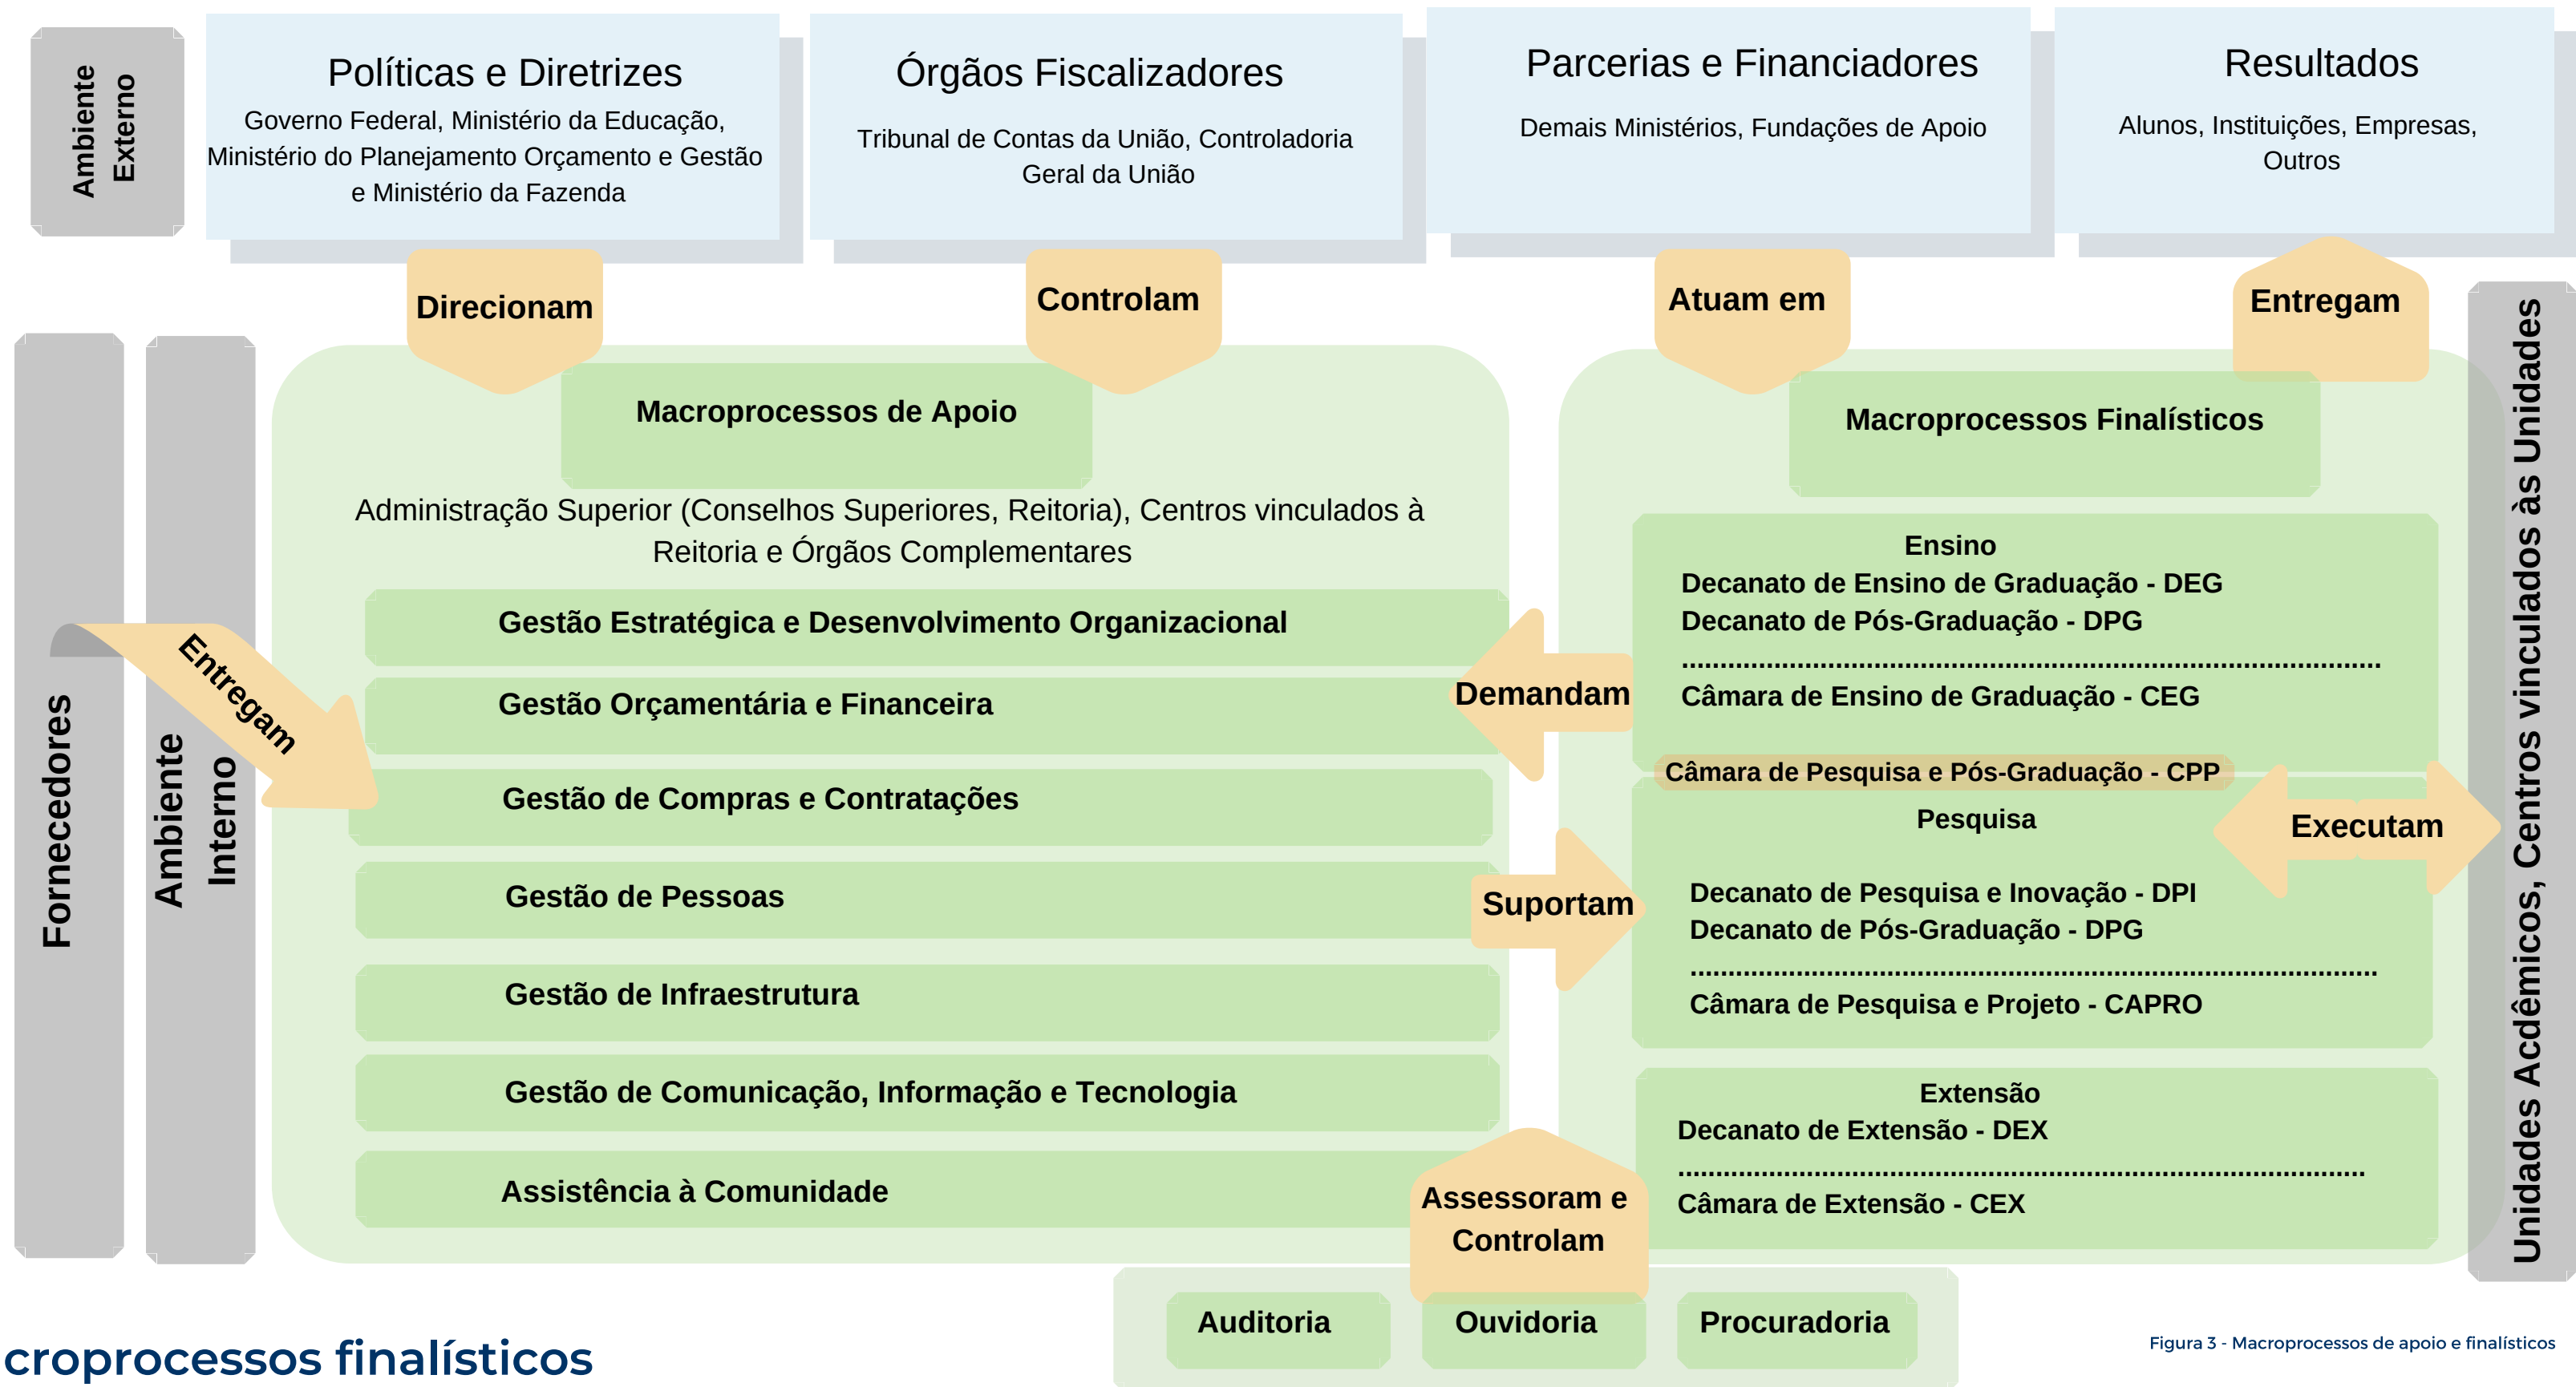 Ambiente
Externo
Políticas e Diretrizes
Governo Federal, Ministério da Educação,
Ministério do Planejamento Orçamento e Gestão
e Ministério da Fazenda
Órgãos Fiscalizadores
Tribunal de Contas da União, Controladoria
Geral da União
Parcerias e Financiadores
Demais Ministérios, Fundações de Apoio
Resultados
Alunos, Instituições, Empresas,
Outros
Direcionam
Controlam
Atuam em
Entregam
Fornecedores
Ambiente
Interno
Entregam
Macroprocessos de Apoio
Administração Superior (Conselhos Superiores, Reitoria), Centros vinculados à
Reitoria e Órgãos Complementares
Gestão Estratégica e Desenvolvimento Organizacional
Gestão Orçamentária e Financeira
Gestão de Compras e Contratações
Gestão de Pessoas
Gestão de Infraestrutura
Gestão de Comunicação, Informação e Tecnologia
Assistência à Comunidade
Demandam
Suportam
Macroprocessos Finalísticos
Ensino
Decanato de Ensino de Graduação - DEG
Decanato de Pós-Graduação - DPG
...........................................................................................
Câmara de Ensino de Graduação - CEG
Câmara de Pesquisa e Pós-Graduação - CPP
Pesquisa
Decanato de Pesquisa e Inovação - DPI
Decanato de Pós-Graduação - DPG
...........................................................................................
Câmara de Pesquisa e Projeto - CAPRO
Extensão
Decanato de Extensão - DEX
...........................................................................................
Câmara de Extensão - CEX
Executam
Unidades Acdêmicos, Centros vinculados às Unidades
Assessoram e
Controlam
Auditoria
Ouvidoria
Procuradoria
croprocessos finalísticos
Figura 3 - Macroprocessos de apoio e finalísticos